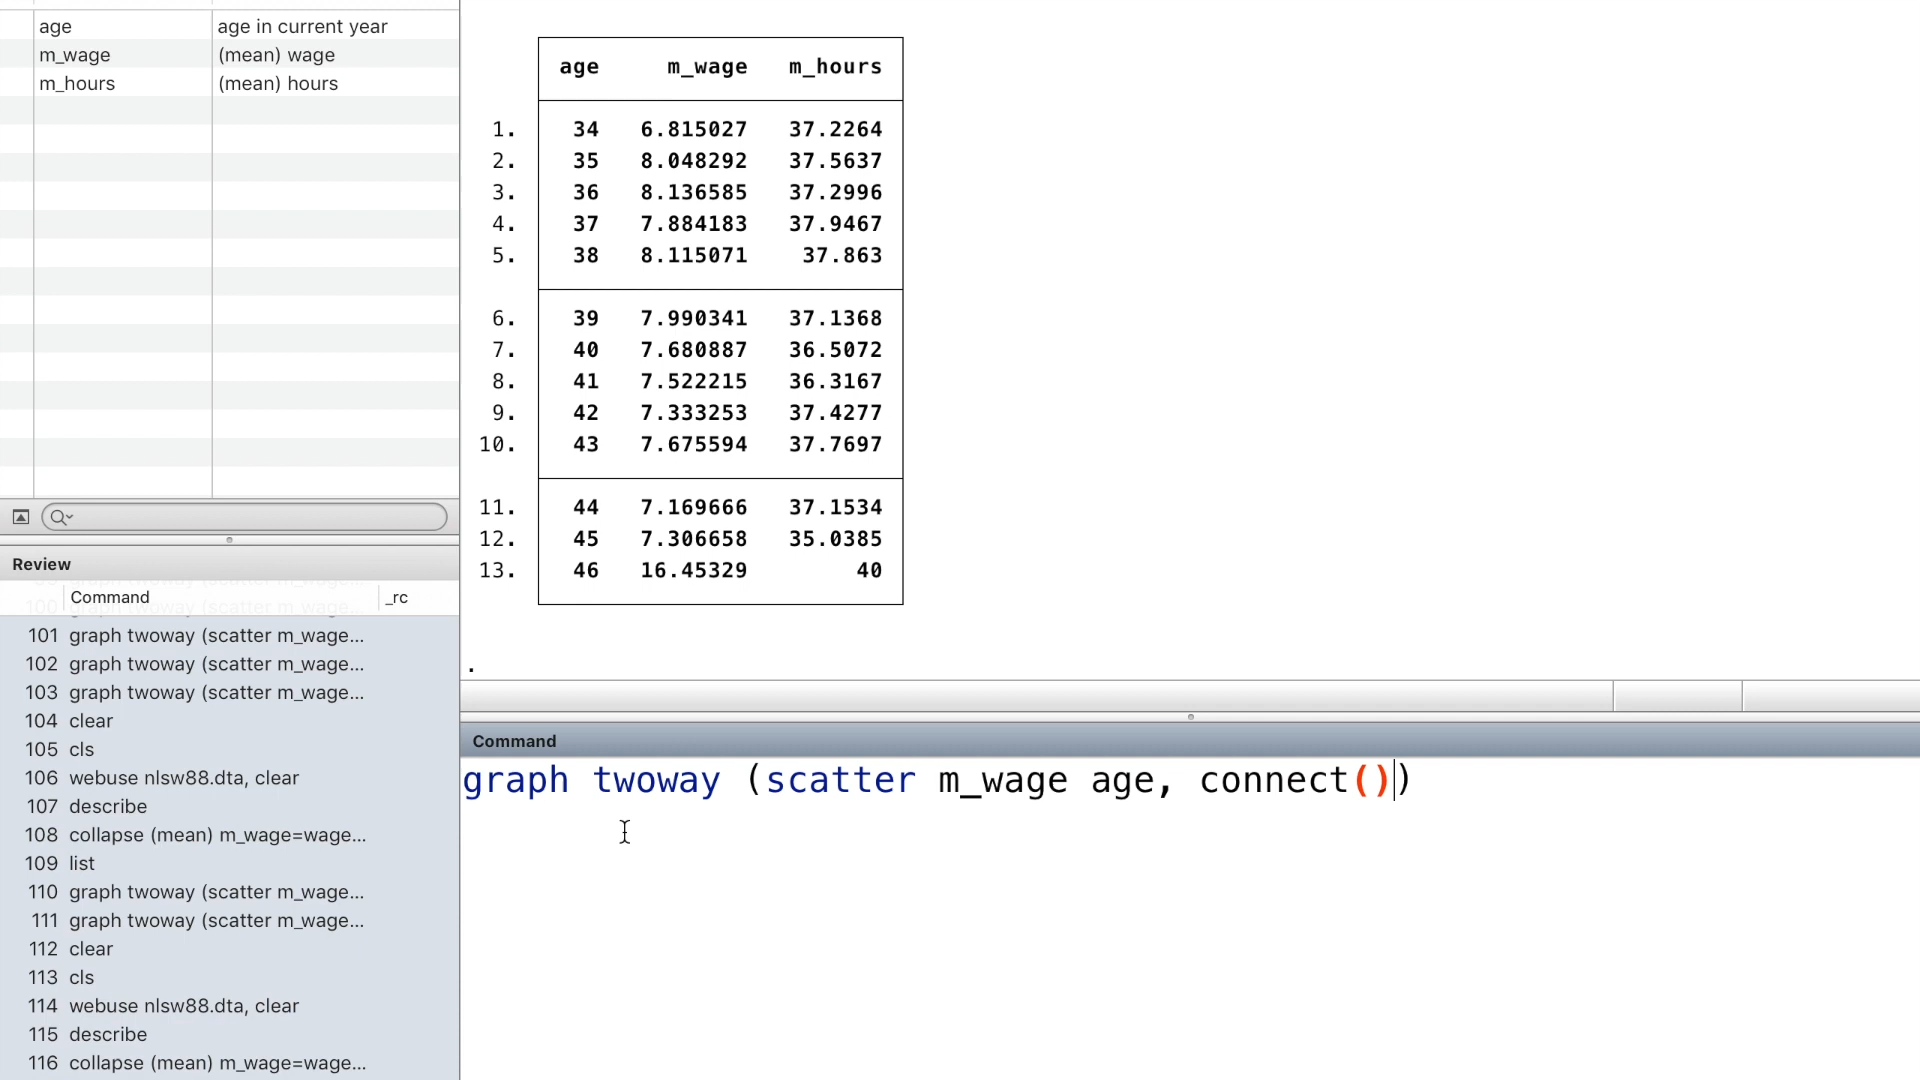 age age in current year
m_wage (mean) wage
m_hours (mean) hours
age m_wage m_hours
1. 34 6.815027 37.2264
2. 35 8.048292 37.5637
3. 36 8.136585 37.2996
4. 37 7.884183 37.9467
5. 38 8.115071 37.863
6. 39 7.990341 37.1368
7. 40 7.680887 36.5072
8. 41 7.522215 36.3167
9. 42 7.333253 37.4277
10. 43 7.675594 37.7697
11. 44 7.169666 37.1534
12. 45 7.306658 35.0385
13. 46 16.45329 40
.
Review
Command _rc
100 graph twoway (scatter m_wage...
101 graph twoway (scatter m_wage...
102 graph twoway (scatter m_wage...
103 graph twoway (scatter m_wage...
104 clear
105 cls
106 webuse nlsw88.dta, clear
107 describe
108 collapse (mean) m_wage=wage...
109 list
110 graph twoway (scatter m_wage...
111 graph twoway (scatter m_wage...
112 clear
113 cls
114 webuse nlsw88.dta, clear
115 describe
116 collapse (mean) m_wage=wage...
Command
graph twoway (scatter m_wage age, connect())